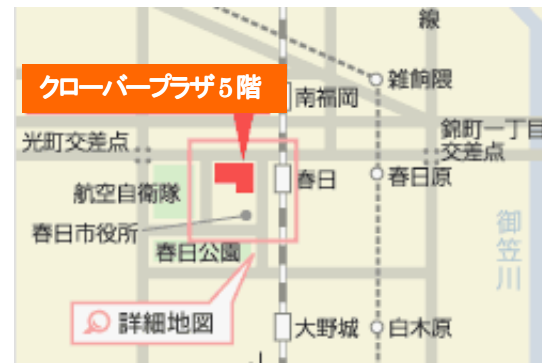 線
クローバープラザ5階
雑餉隈
南福岡
錦町一丁目
交差点
光町交差点
春日
春日原
航空自衛隊
春日市役所
春日公園
御笠川
詳細地図
大野城
白木原